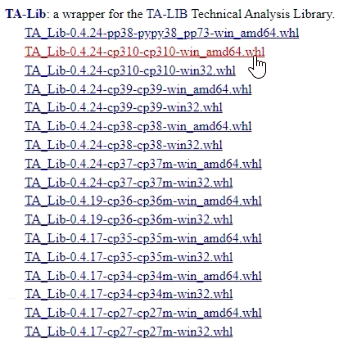 TA-Lib: a wrapper for the TA-LIB Technical Analysis Library.
TA_Lib-0.4.24-pp38-pypy38_pp73-win_amd64.whl
TA_Lib-0.4.24-cp310-cp310-win_amd64.whl
TA_Lib-0.4.24-cp310-cp310-win32.whl
TA_Lib-0.4.24-cp39-cp39-win_amd64.whl
TA_Lib-0.4.24-cp39-cp39-win32.whl
TA_Lib-0.4.24-cp38-cp38-win_amd64.whl
TA_Lib-0.4.24-cp38-cp38-win32.whl
TA_Lib-0.4.24-cp37-cp37m-win_amd64.whl
TA_Lib-0.4.24-cp37-cp37m-win32.whl
TA_Lib-0.4.19-cp36-cp36m-win_amd64.whl
TA_Lib-0.4.19-cp36-cp36m-win32.whl
TA_Lib-0.4.17-cp35-cp35m-win_amd64.whl
TA_Lib-0.4.17-cp35-cp35m-win32.whl
TA_Lib-0.4.17-cp34-cp34m-win_amd64.whl
TA_Lib-0.4.17-cp34-cp34m-win32.whl
TA_Lib-0.4.17-cp27-cp27m-win_amd64.whl
TA_Lib-0.4.17-cp27-cp27m-win32.whl